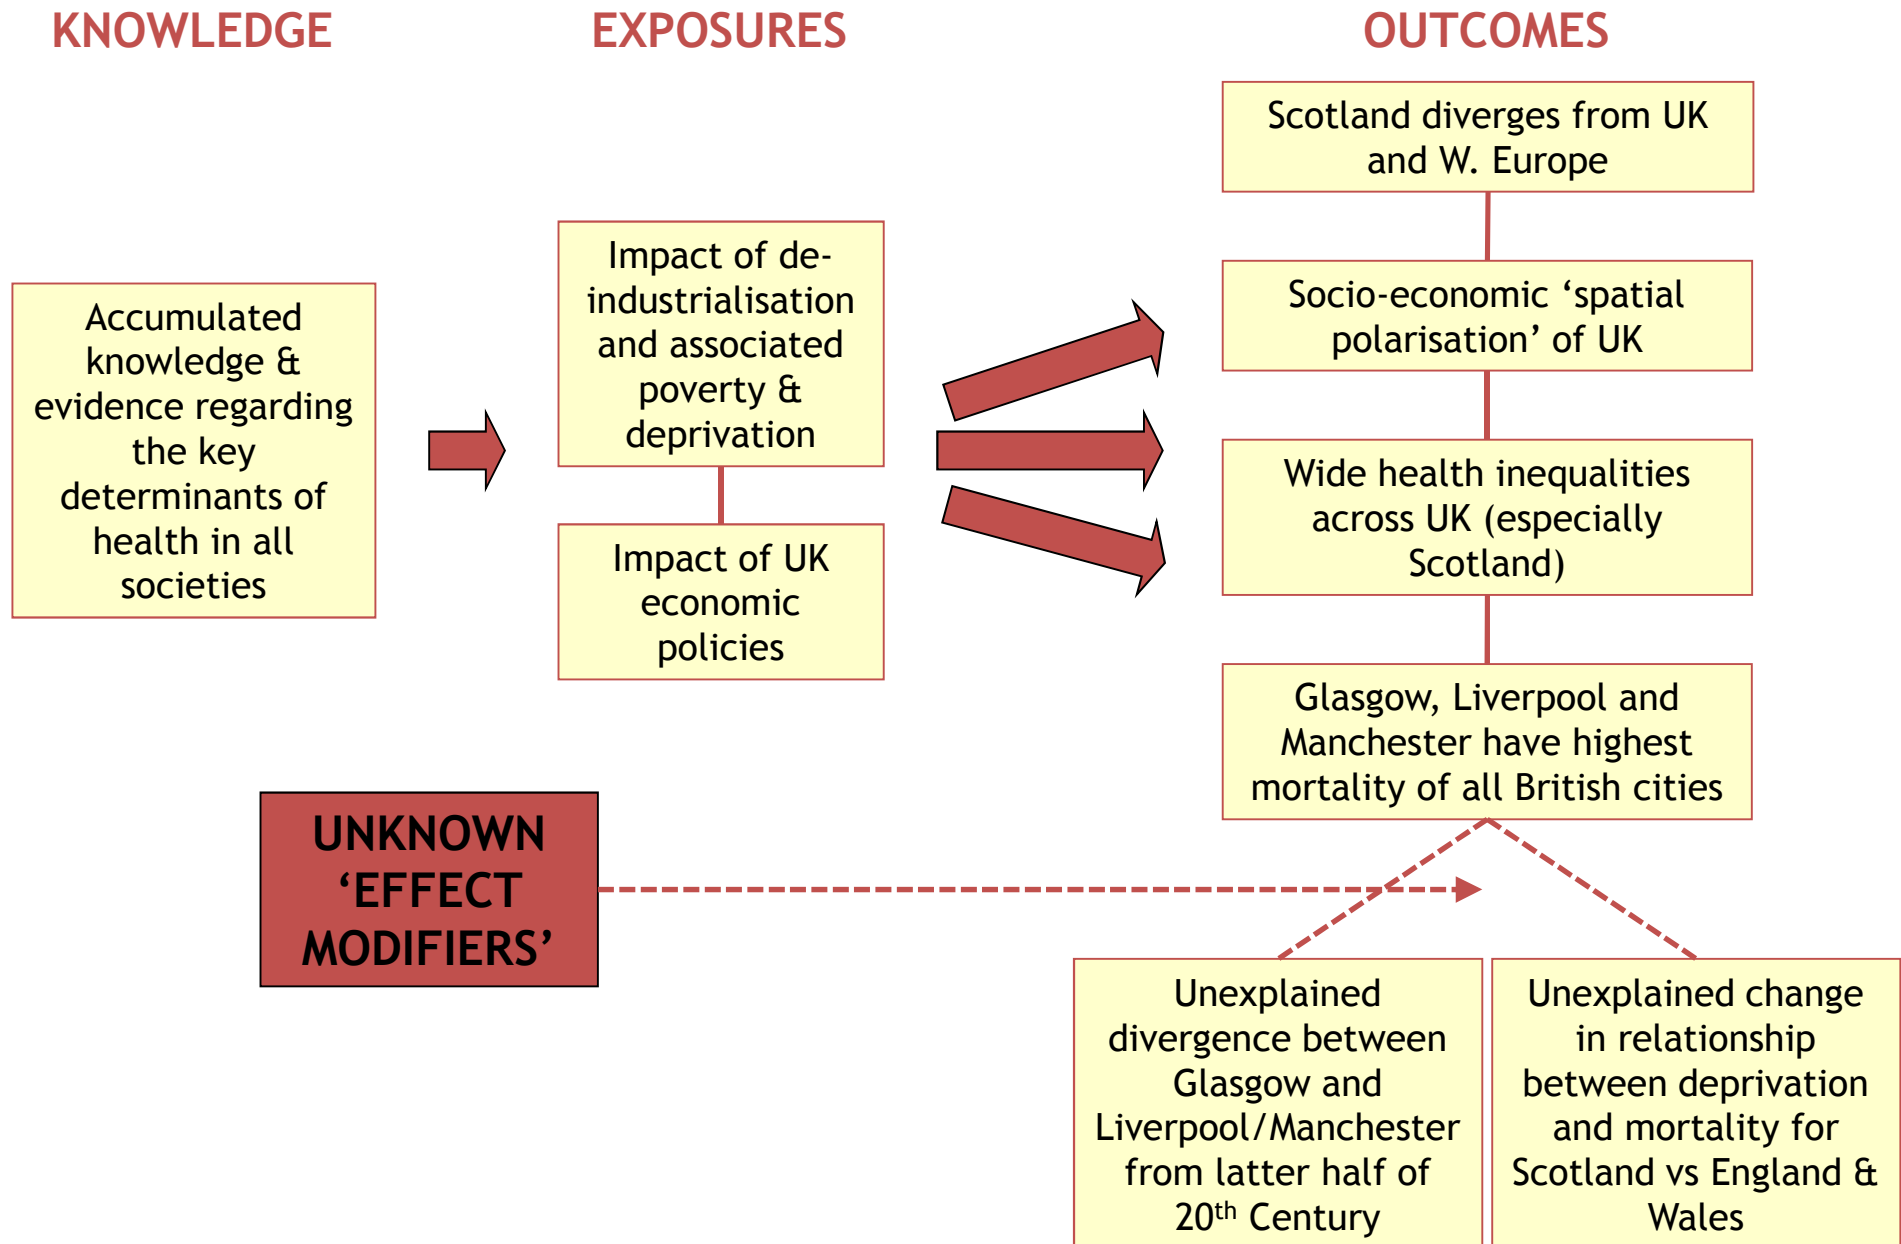 KNOWLEDGE
EXPOSURES
OUTCOMES
Accumulated
knowledge &
evidence regarding
the key
determinants of
health in all
societies
Impact of de-
industrialisation
and associated
poverty &
deprivation
Impact of UK
economic
policies
Scotland diverges from UK
and W. Europe
Socio-economic ‘spatial
polarisation’ of UK
Wide health inequalities
across UK (especially
Scotland)
Glasgow, Liverpool and
Manchester have highest
mortality of all British cities
UNKNOWN
‘EFFECT
MODIFIERS’
Unexplained
divergence between
Glasgow and
Liverpool/Manchester
from latter half of
20th Century
Unexplained change
in relationship
between deprivation
and mortality for
Scotland vs England &
Wales